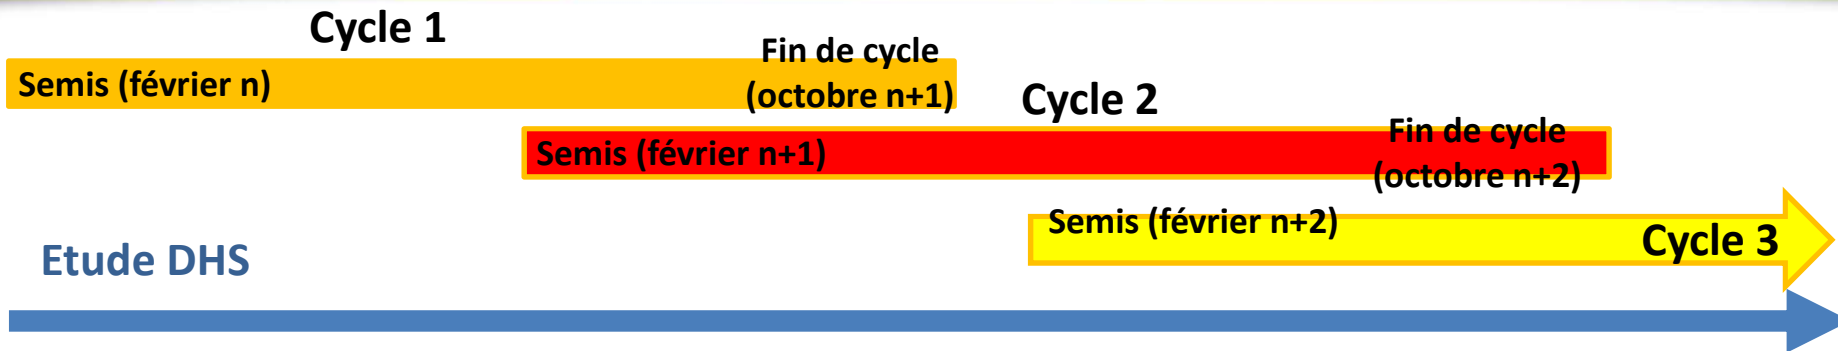 Cycle 1
Semis (février n)
Fin de cycle
(octobre n+1)
Cycle 2
Semis (février n+1)
Fin de cycle
(octobre n+2)
Semis (février n+2)
Cycle 3
Etude DHS